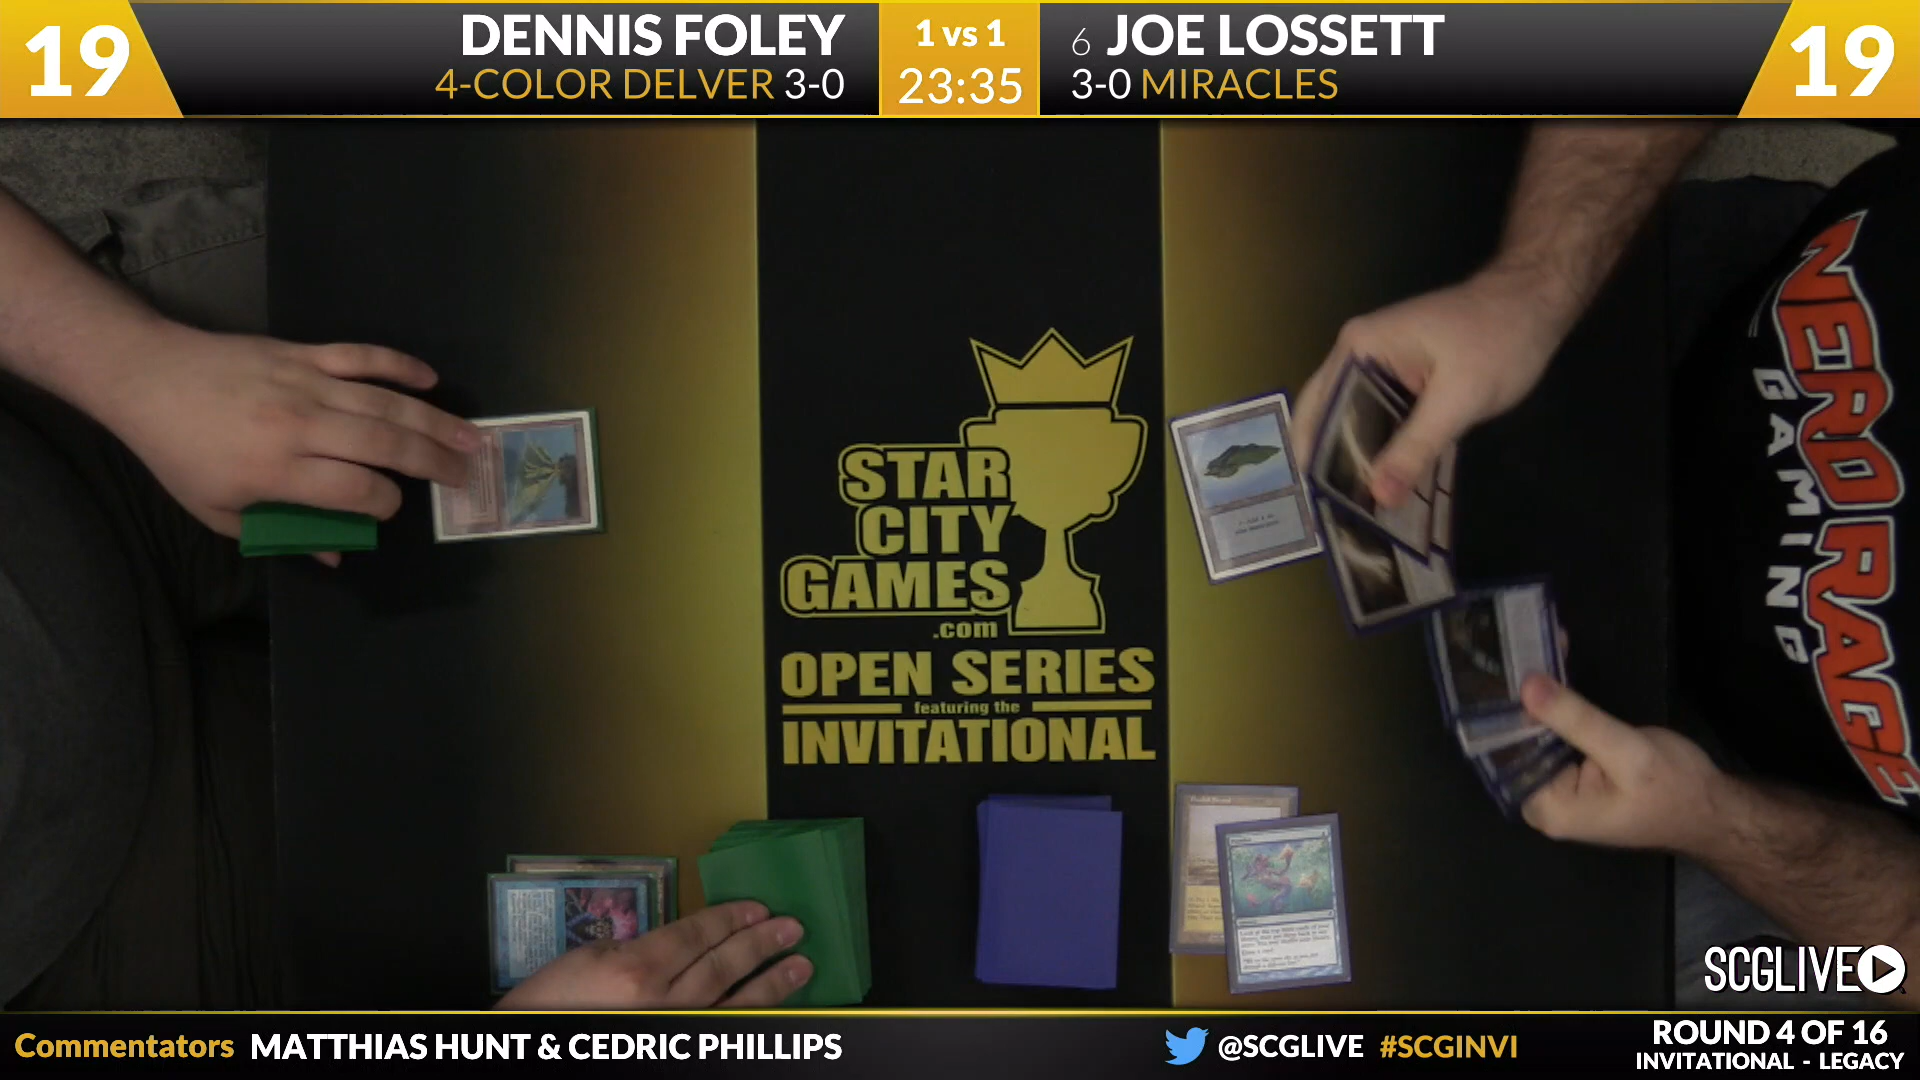 19
DENNIS FOLEY
4-COLOR DELVER 3-0
1 vs 1
23:35
6 JOE LOSSETT
3-0 MIRACLES
19
STAR
CITY
GAMES
.com
OPEN SERIES
featuring the
INVITATIONAL
NERD RAGE
GAMING
SCGLIVE
Commentators MATTHIAS HUNT & CEDRIC PHILLIPS
@SCGLIVE #SCGINVI
ROUND 4 OF 16
INVITATIONAL - LEGACY